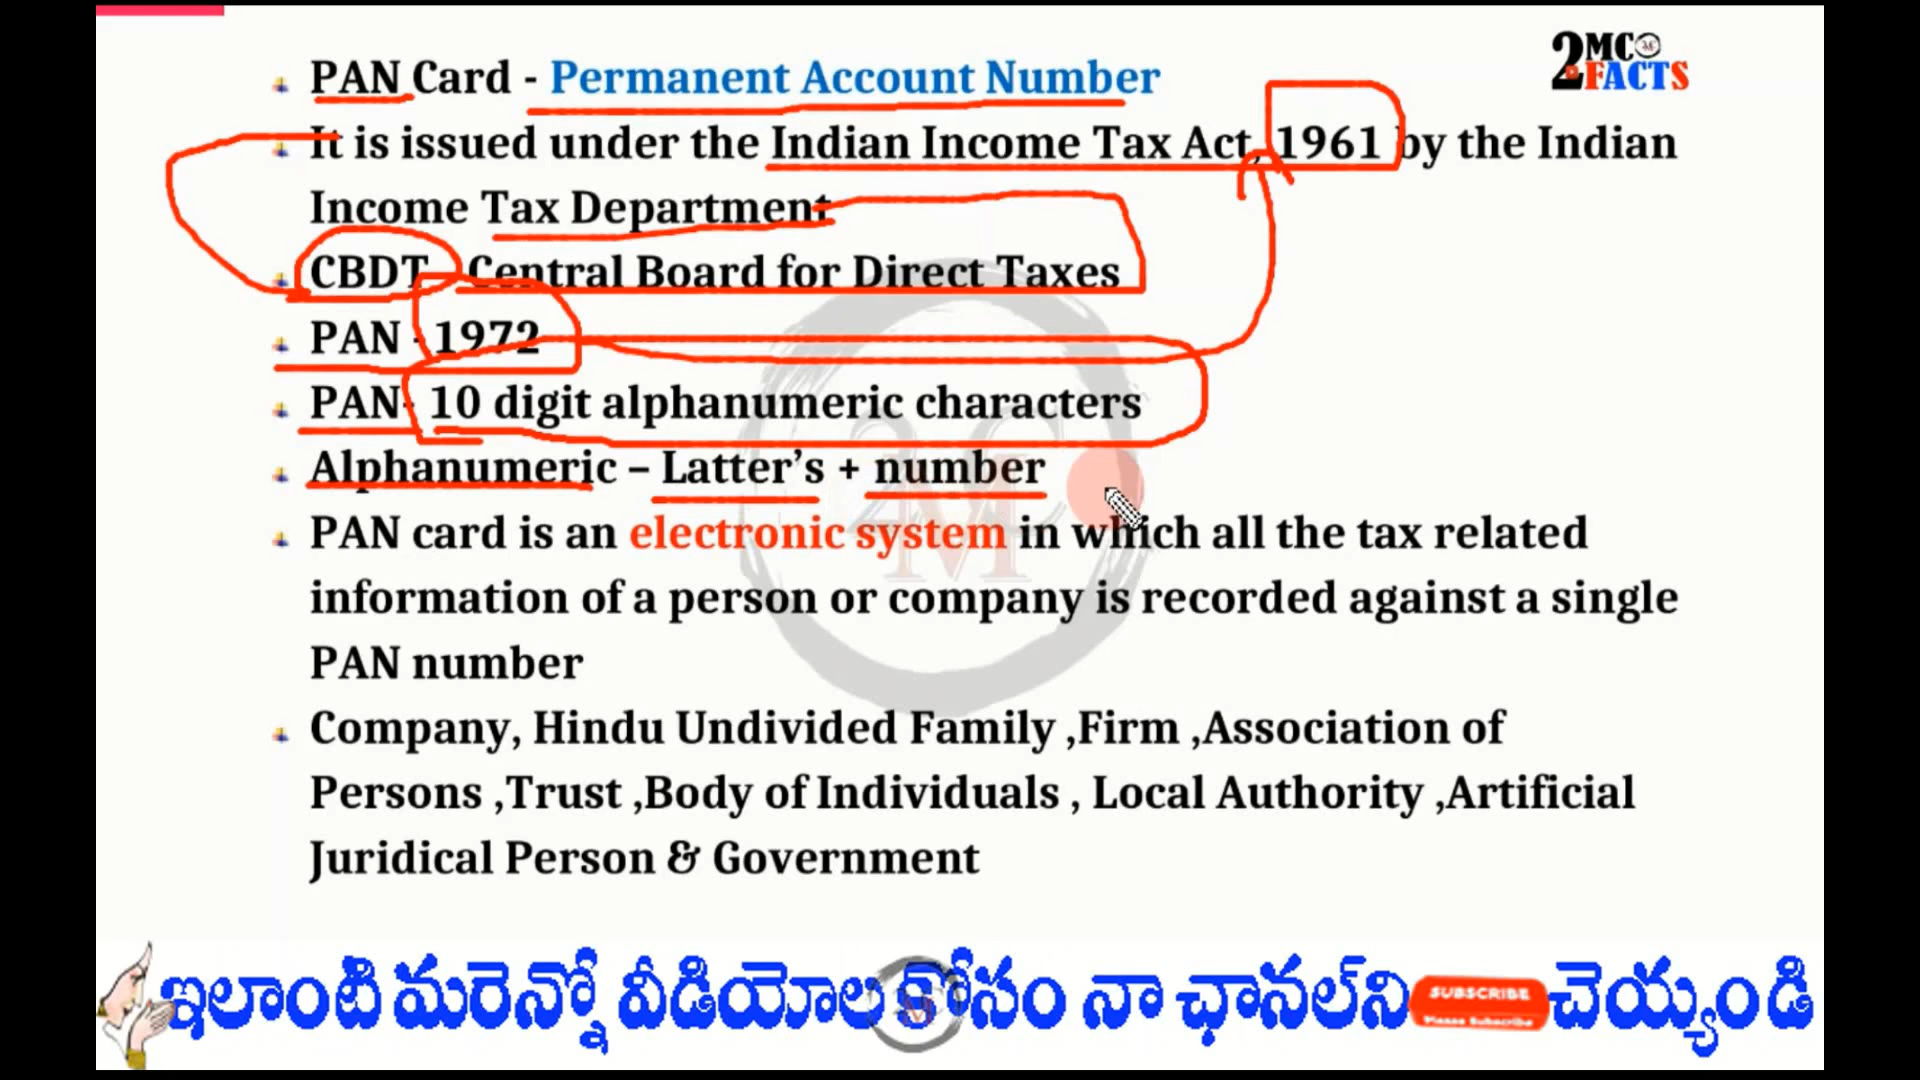 2MC FACTS
PAN Card - Permanent Account Number
It is issued under the Indian Income Tax Act, 1961 by the Indian
Income Tax Department
CBDT - Central Board for Direct Taxes
PAN - 1972
PAN- 10 digit alphanumeric characters
Alphanumeric – Latter’s + number
PAN card is an electronic system in which all the tax related
information of a person or company is recorded against a single
PAN number
Company, Hindu Undivided Family ,Firm ,Association of
Persons ,Trust ,Body of Individuals , Local Authority ,Artificial
Juridical Person & Government
ఇలాంటి మరెన్నో వీడియోల కోసం నా ఛానల్‌ని SUBSCRIBE చెయ్యండి
Please Subscribe